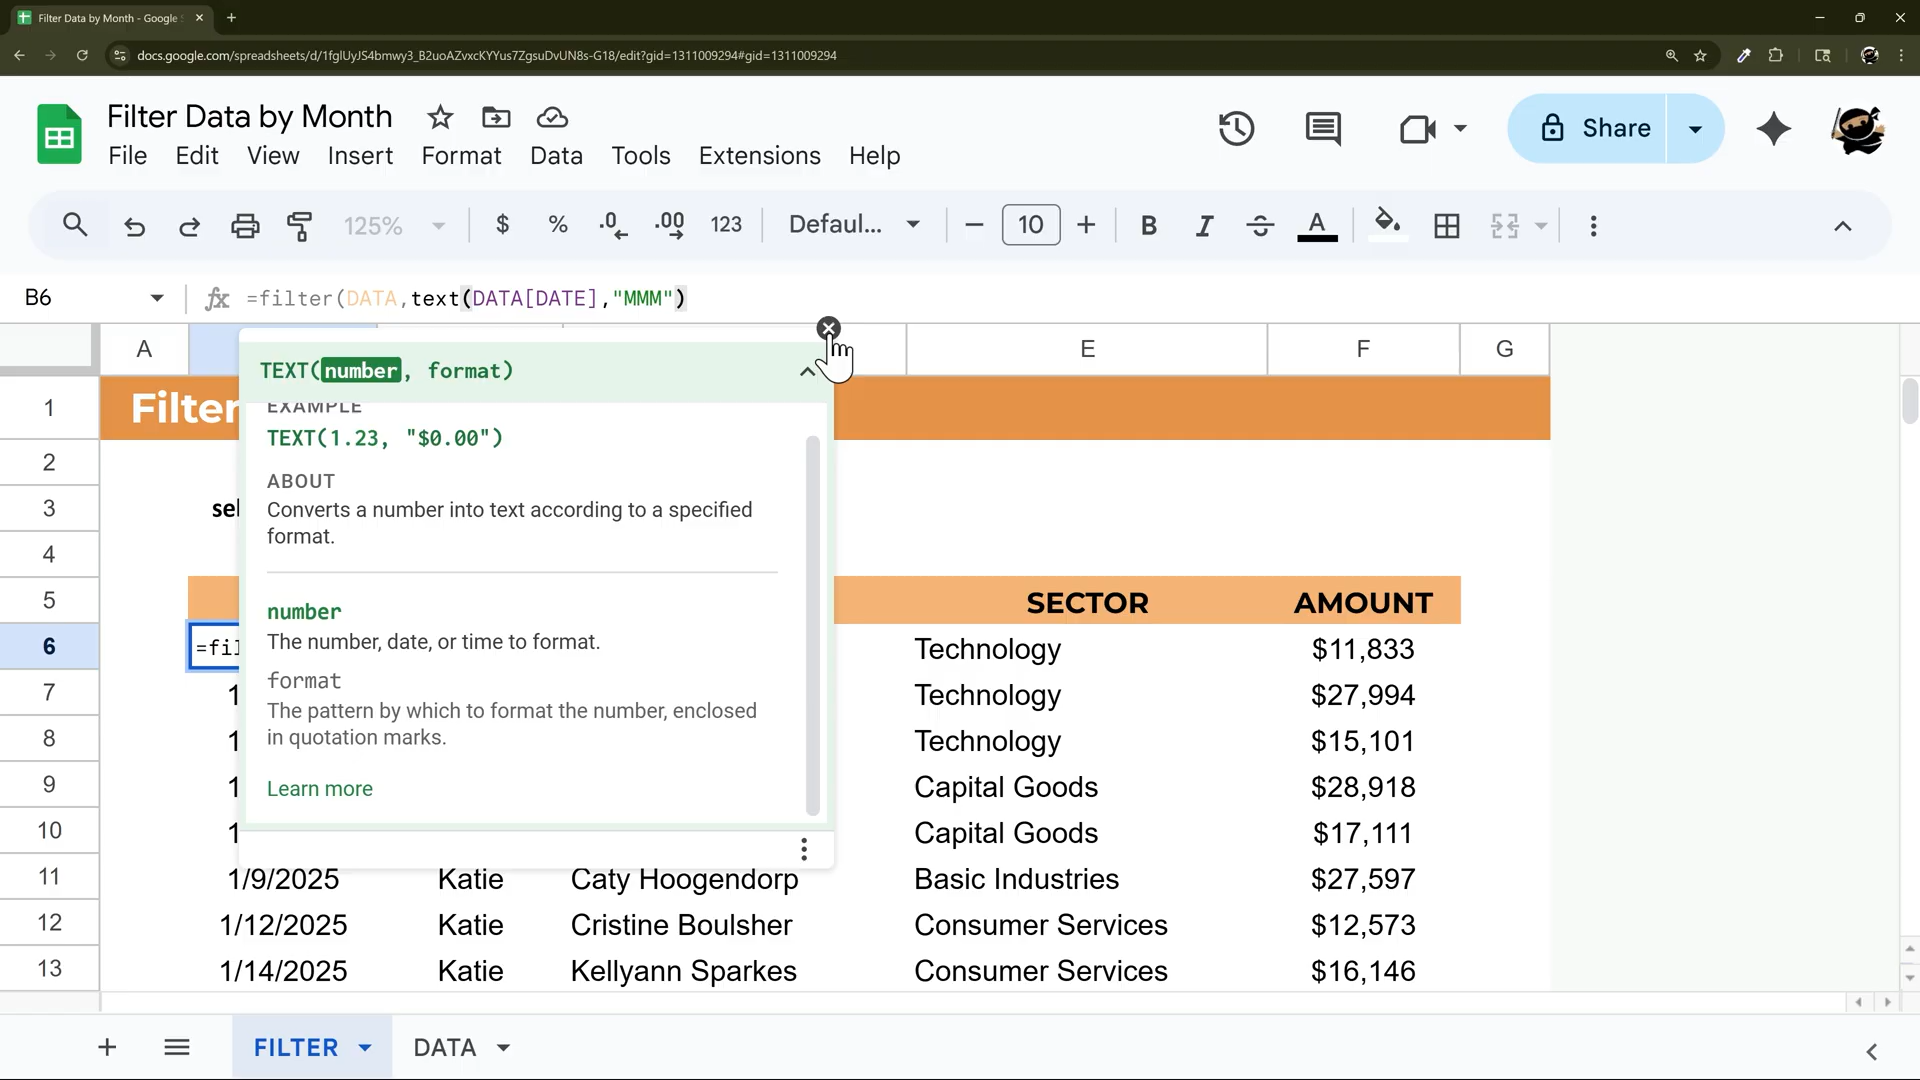 Filter Data by Month - Google S
docs.google.com/spreadsheets/d/1fglUyJS4bmwy3_B2uoAZvxcKYYus7ZgsuDvUN8s-G18/edit?gid=1311009294#gid=1311009294
Filter Data by Month
Share
File Edit View Insert Format Data Tools Extensions Help
125% $ % .0 .00 123 Defaul... 10 B I A
B6 fx =filter(DATA,text(DATA[DATE],"MMM")
A E F G
TEXT(number, format)
1 Filter
EXAMPLE
TEXT(1.23, "$0.00")
2
ABOUT
3 sel
Converts a number into text according to a specified
format.
4
5 SECTOR AMOUNT
number
The number, date, or time to format.
6 =fil Technology $11,833
format
7 1 Technology $27,994
The pattern by which to format the number, enclosed
in quotation marks.
8 1 Technology $15,101
9 1 Capital Goods $28,918
Learn more
10 1 Capital Goods $17,111
11 1/9/2025 Katie Caty Hoogendorp Basic Industries $27,597
12 1/12/2025 Katie Cristine Boulsher Consumer Services $12,573
13 1/14/2025 Katie Kellyann Sparkes Consumer Services $16,146
FILTER DATA